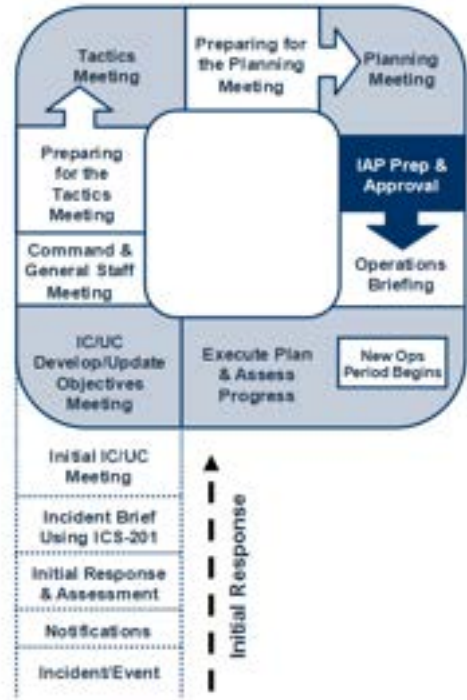 Tactics
Meeting
Preparing for
the Planning
Meeting
Planning
Meeting
Preparing
for the
Tactics
Meeting
IAP Prep &
Approval
Command &
General Staff
Meeting
Operations
Briefing
IC/UC
Develop/Update
Objectives
Meeting
Execute Plan
& Assess
Progress
New Ops
Period Begins
Initial IC/UC
Meeting
Incident Brief
Using ICS-201
Initial Response
& Assessment
Notifications
Incident/Event
Initial Response